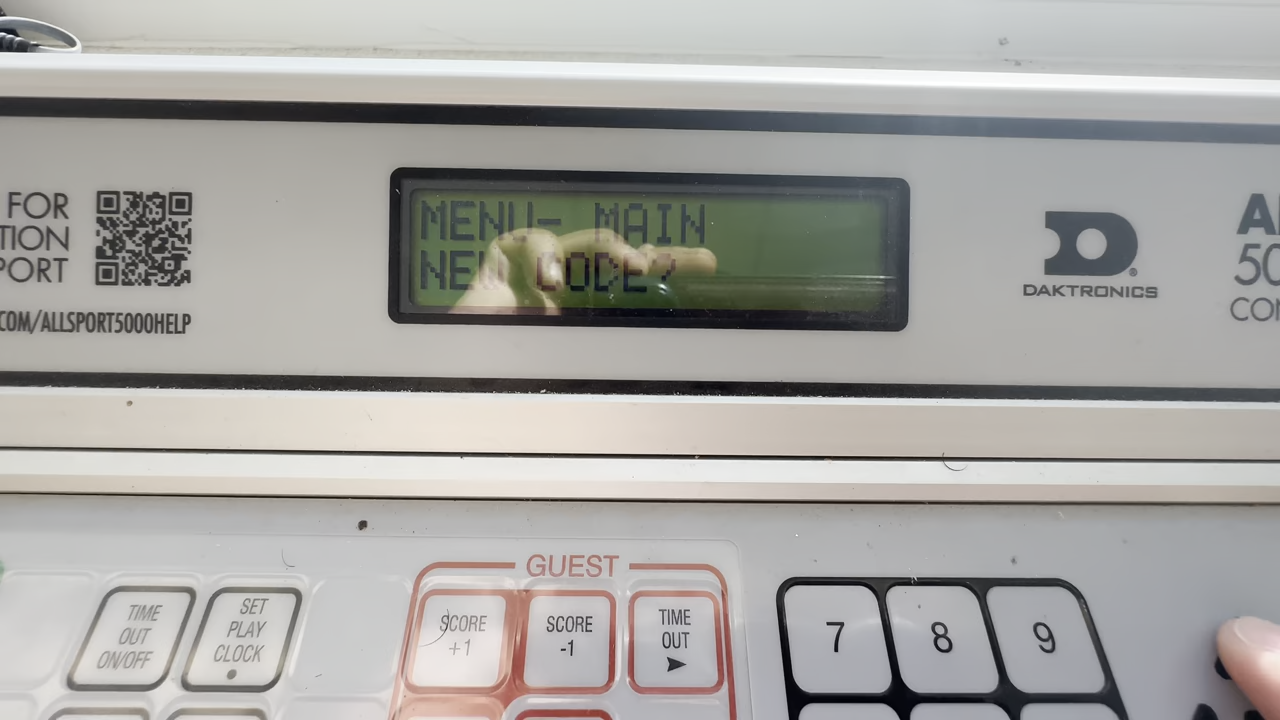 FOR
TION
PORT
COM/ALLSPORT5000HELP
MENU- MAIN
NEW CODE?
DAKTRONICS
A
50
CO
TIME
OUT
ON/OFF
SET
PLAY
CLOCK
GUEST
SCORE
+1
SCORE
-1
TIME
OUT
7
8
9